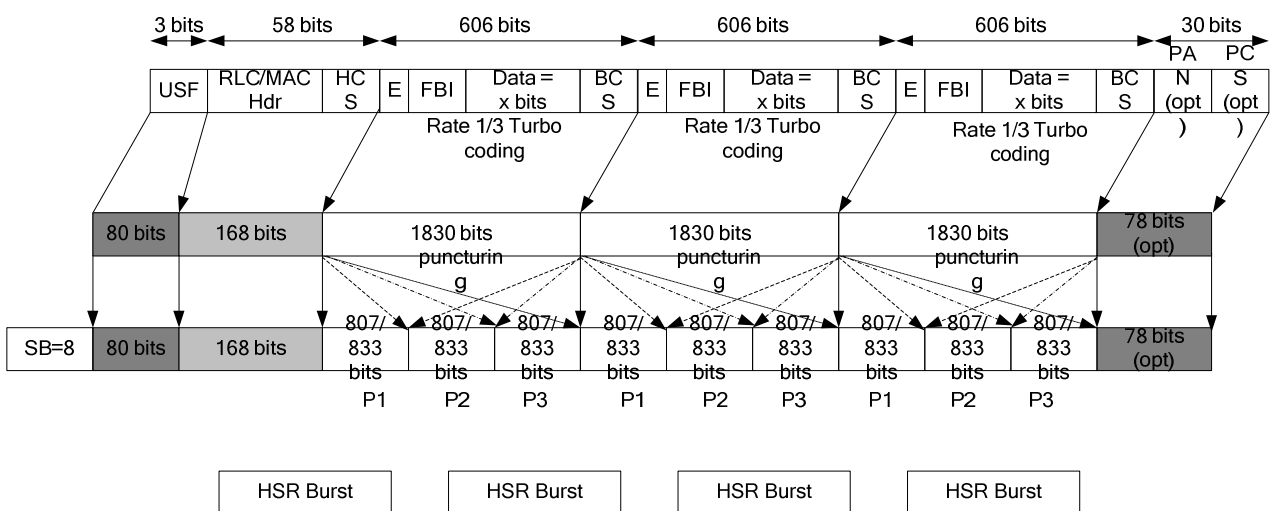 3 bits 58 bits 606 bits 606 bits 606 bits 30 bits
USF
RLC/MAC
Hdr
HC
S
E
FBI
Data =
x bits
BC
S
E
FBI
Data =
x bits
BC
S
E
FBI
Data =
x bits
BC
S
PA
N
(opt
)
PC
S
(opt
)
Rate 1/3 Turbo
coding
Rate 1/3 Turbo
coding
Rate 1/3 Turbo
coding
80 bits
168 bits
1830 bits
puncturin
g
1830 bits
puncturin
g
1830 bits
puncturin
g
78 bits
(opt)
SB=8
80 bits
168 bits
807/
833
bits
807/
833
bits
807/
833
bits
807/
833
bits
807/
833
bits
807/
833
bits
807/
833
bits
807/
833
bits
807/
833
bits
78 bits
(opt)
P1 P2 P3 P1 P2 P3 P1 P2 P3
HSR Burst HSR Burst HSR Burst HSR Burst